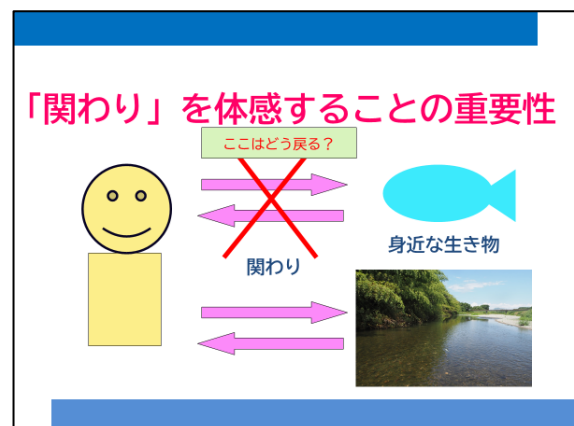 「関わり」を体感することの重要性
ここはどう戻る？
関わり
身近な生き物